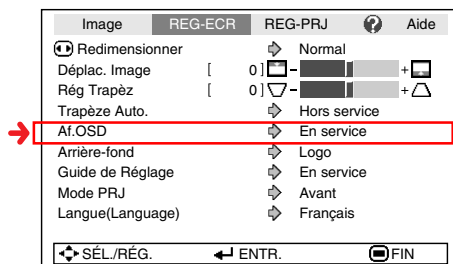 Image REG-ECR REG-PRJ ? Aide
Redimensionner Normal
Déplac. Image [ 0 ] - +
Rég Trapèz [ 0 ] - +
Trapèze Auto. Hors service
Af.OSD En service
Arrière-fond Logo
Guide de Réglage En service
Mode PRJ Avant
Langue(Language) Français
SÉL./RÉG. ENTR. FIN